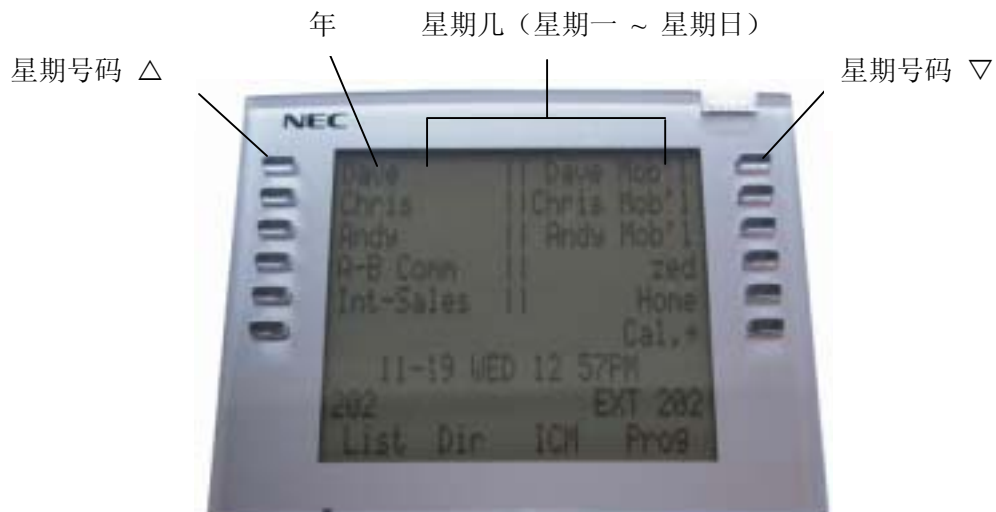 年 星期几（星期一 ~ 星期日）
星期号码 △ 星期号码 ▽
NEC
Dave || Dave Mob'l
Chris ||Chris Mob'l
Andy || Andy Mob'l
A-B Comm || zed
Int-Sales || Home
Cal,+
11-19 WED 12 57PM
202 EXT 202
List Dir ICM Prog